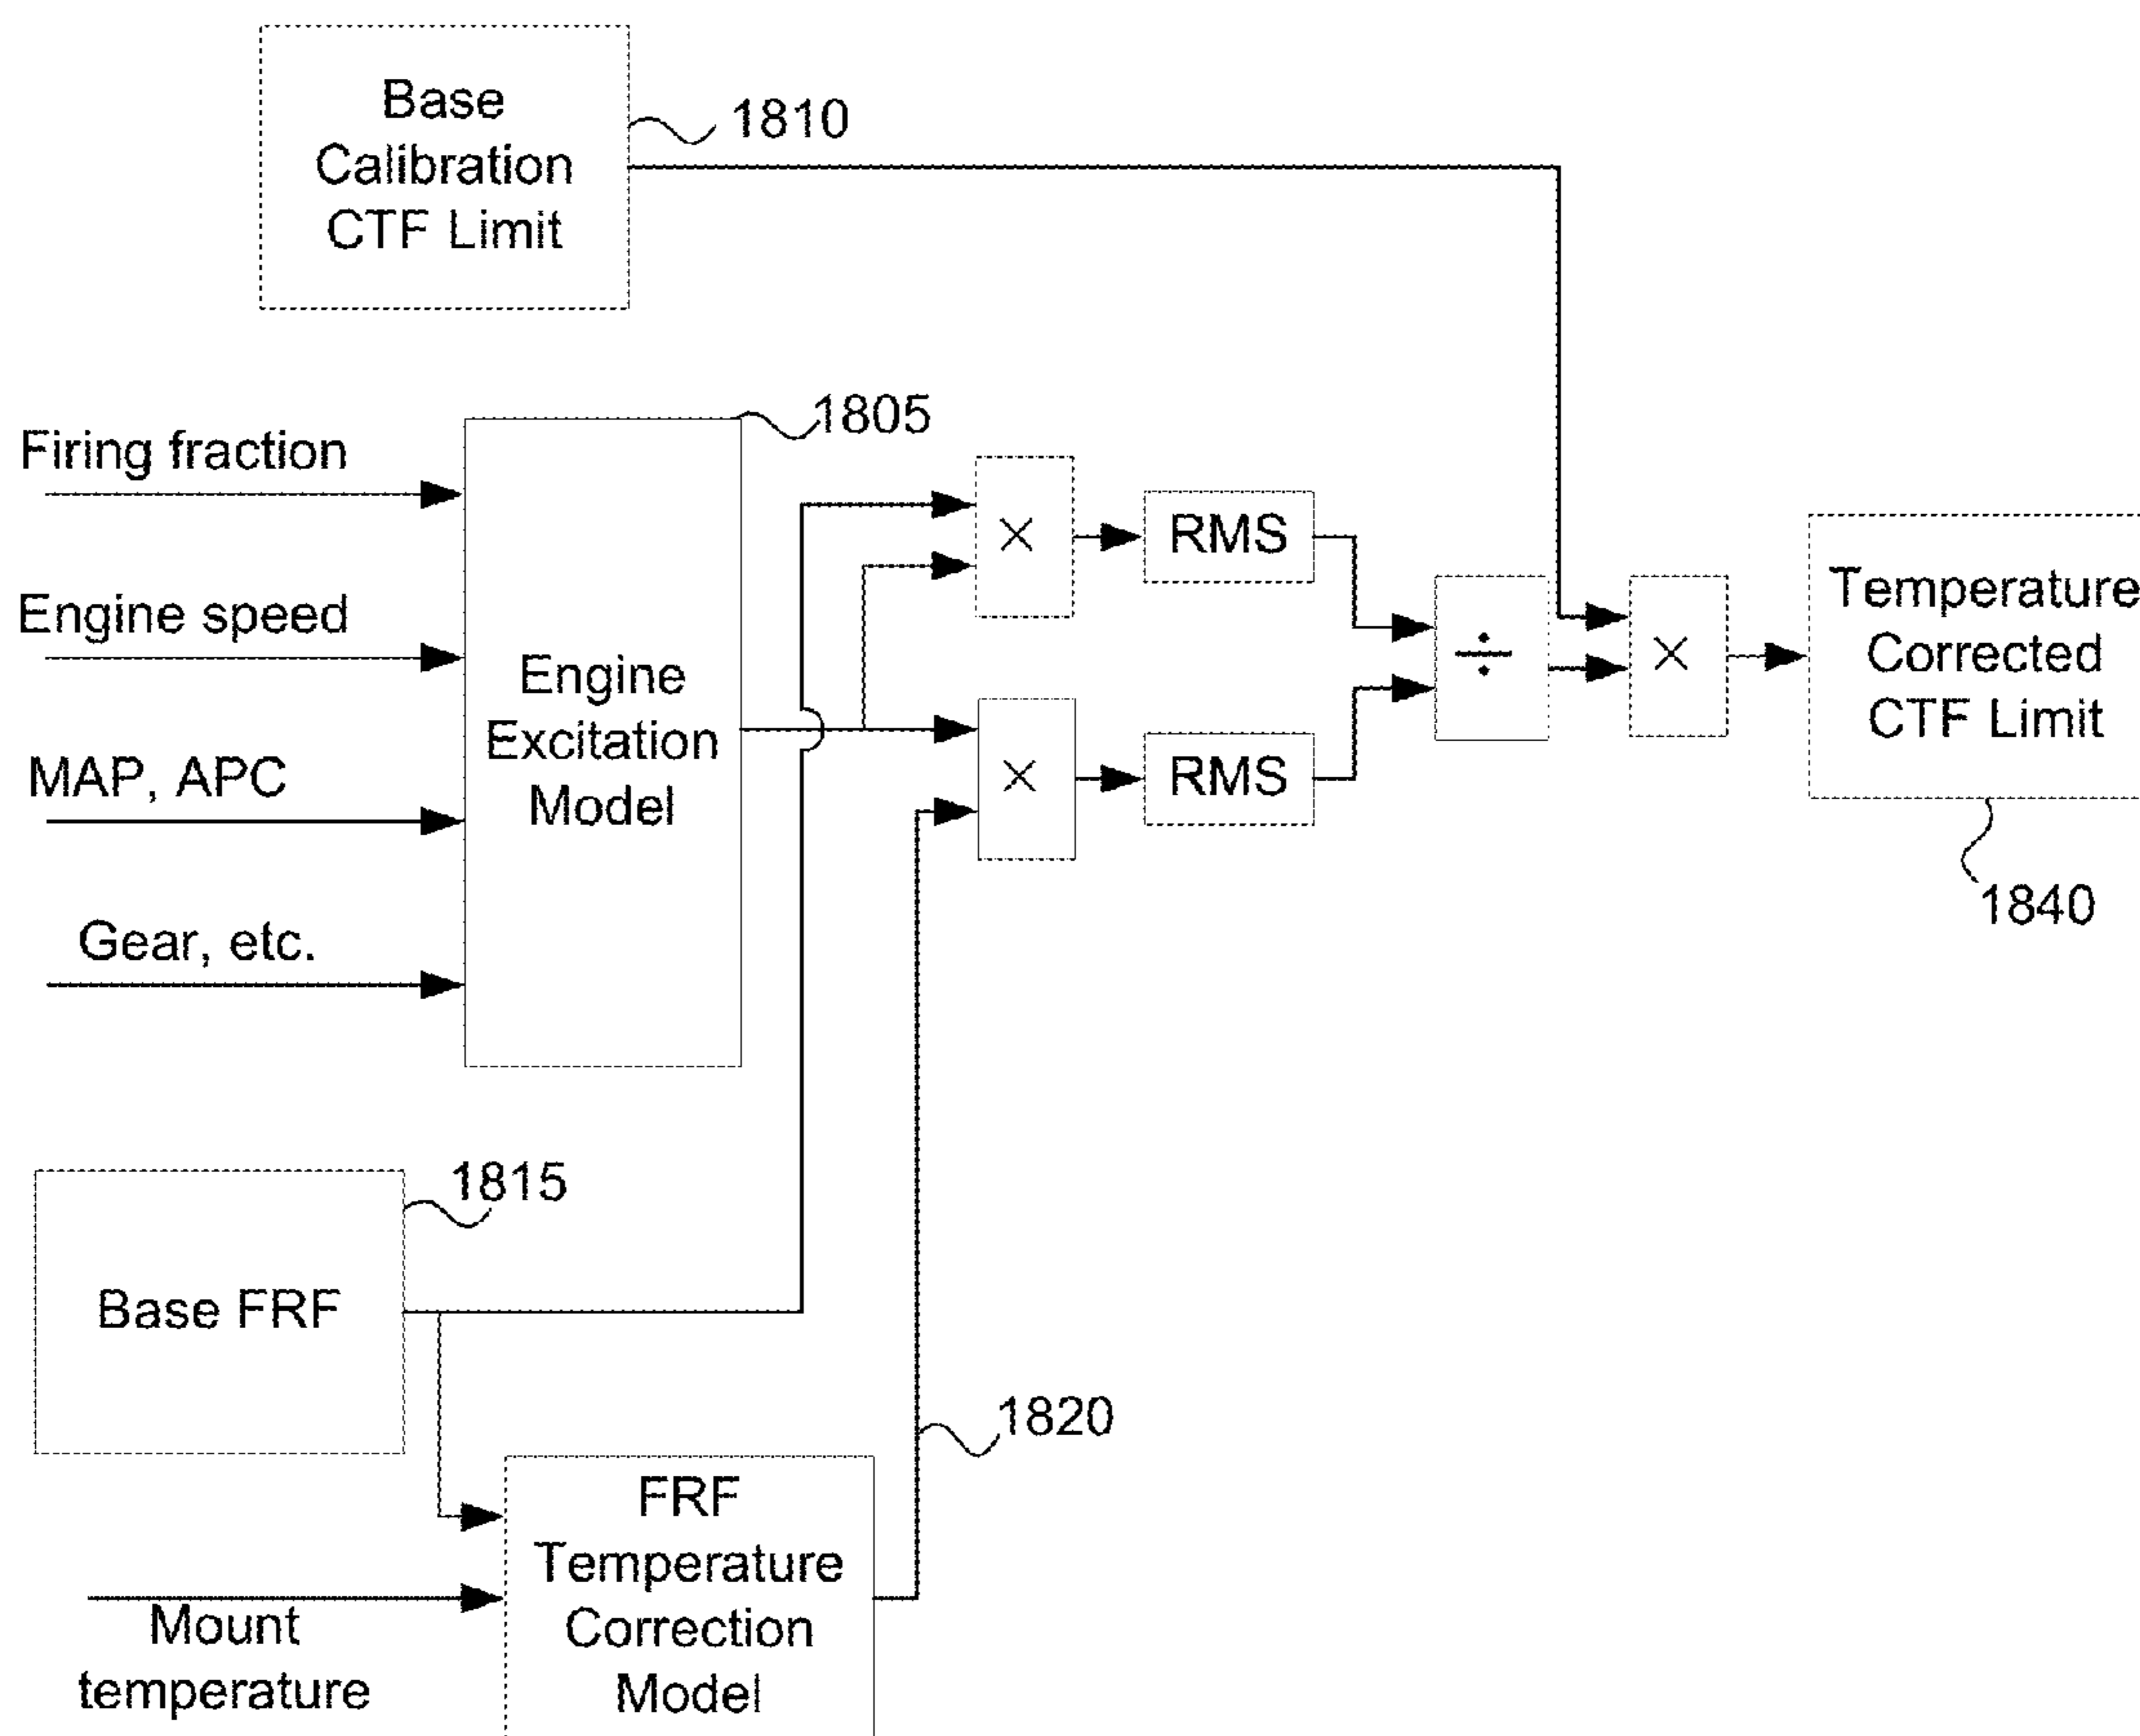 Base
Calibration
CTF Limit
1810
1805
Firing fraction
Engine speed
MAP, APC
Gear, etc.
Engine
Excitation
Model
×
RMS
×
RMS
÷
×
Temperature
Corrected
CTF Limit
1840
1815
Base FRF
1820
FRF
Temperature
Correction
Model
Mount
temperature